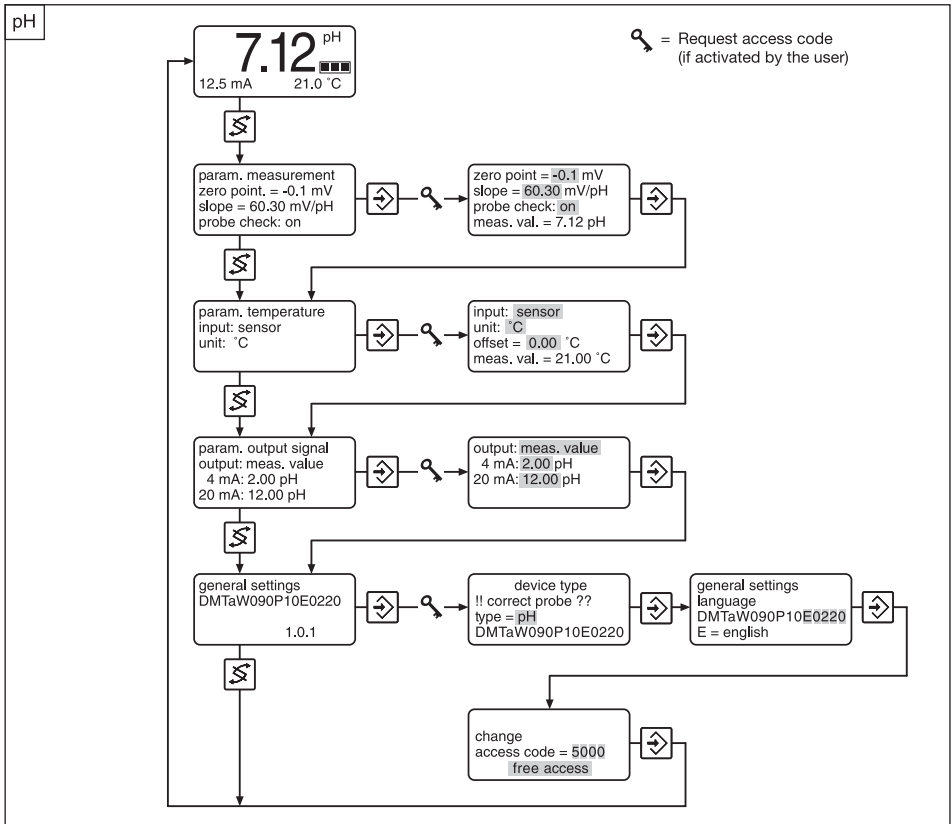 pH
7.12 pH
12.5 mA 21.0 °C
= Request access code
(if activated by the user)
param. measurement
zero point. = -0.1 mV
slope = 60.30 mV/pH
probe check: on
zero point = -0.1 mV
slope = 60.30 mV/pH
probe check: on
meas. val. = 7.12 pH
param. temperature
input: sensor
unit: °C
input: sensor
unit: °C
offset = 0.00 °C
meas. val. = 21.00 °C
param. output signal
output: meas. value
4 mA: 2.00 pH
20 mA: 12.00 pH
output: meas. value
4 mA: 2.00 pH
20 mA: 12.00 pH
general settings
DMTaW090P10E0220
1.0.1
device type
!! correct probe ??
type = pH
DMTaW090P10E0220
general settings
language
DMTaW090P10E0220
E = english
change
access code = 5000
free access